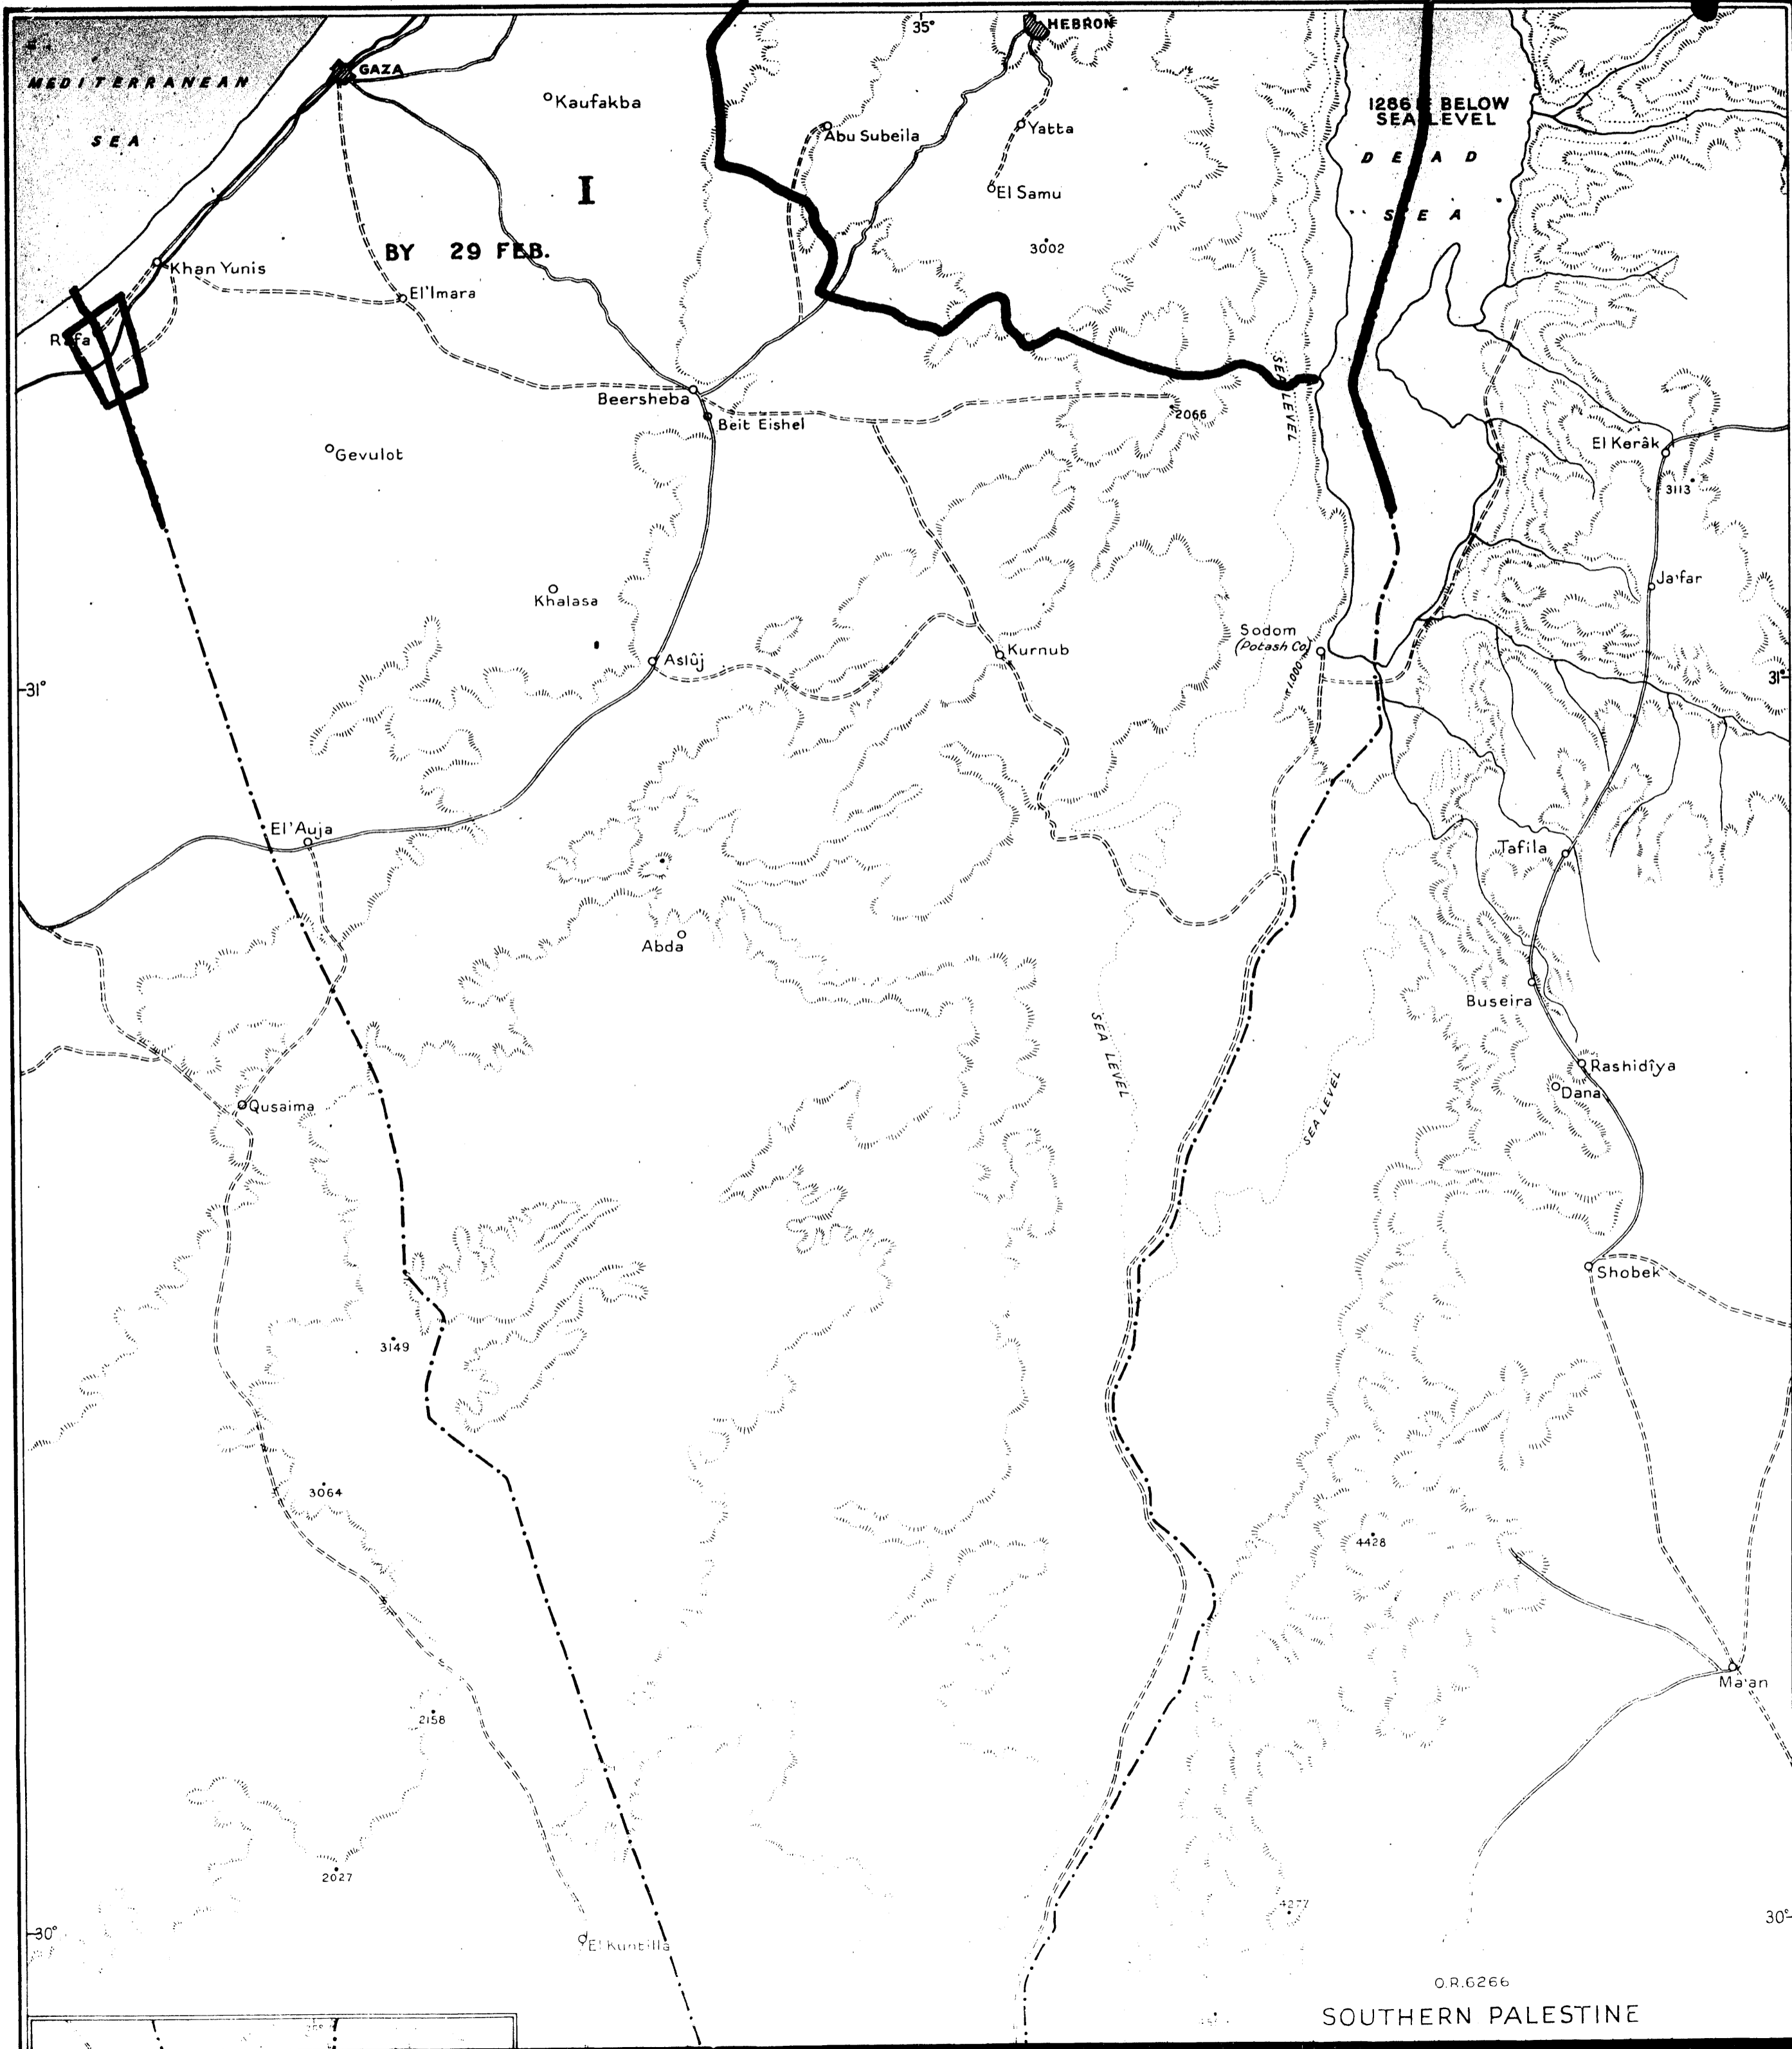 35°
HEBRON
GAZA
MEDITERRANEAN
SEA
Kaufakba
1286 BELOW
SEA LEVEL
Abu Subeila
Yatta
DEAD
SEA
I
El Samu
BY 29 FEB.
3002
Khan Yunis
El'Imara
Rafa
SEA LEVEL
Beersheba
2066
Beit Eishel
El Kerâk
Gevulot
3113
Ja'far
Khalasa
Sodom
(Potash Co)
Kurnub
Aslûj
31°
31°
El'Auja
Tafila
Abda
Buseira
SEA LEVEL
Rashidîya
Dana
SEA LEVEL
Qusaima
Shobek
3149
3064
4428
Ma'an
2158
2027
4277
30°
30°
El Kuntilla
O.R.6266
SOUTHERN PALESTINE